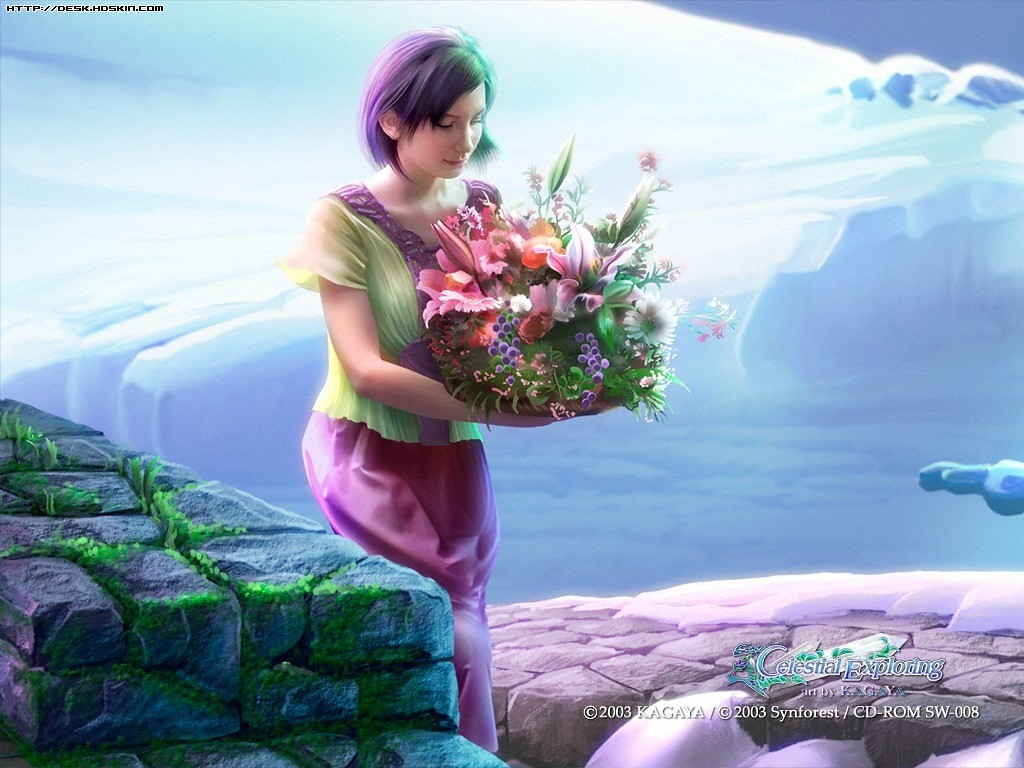 HTTP://DESK.HDSKIN.COM
Celestial Exploring
art by KAGAYA
©2003 KAGAYA / ©2003 Synforest / CD-ROM SW-008